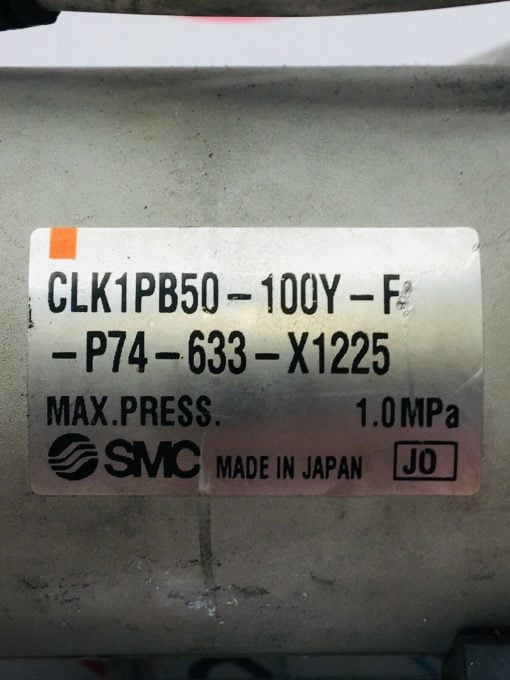 CLK1PB50-100Y-F
-P74-633-X1225
MAX.PRESS. 1.0MPa
SMC MADE IN JAPAN JO